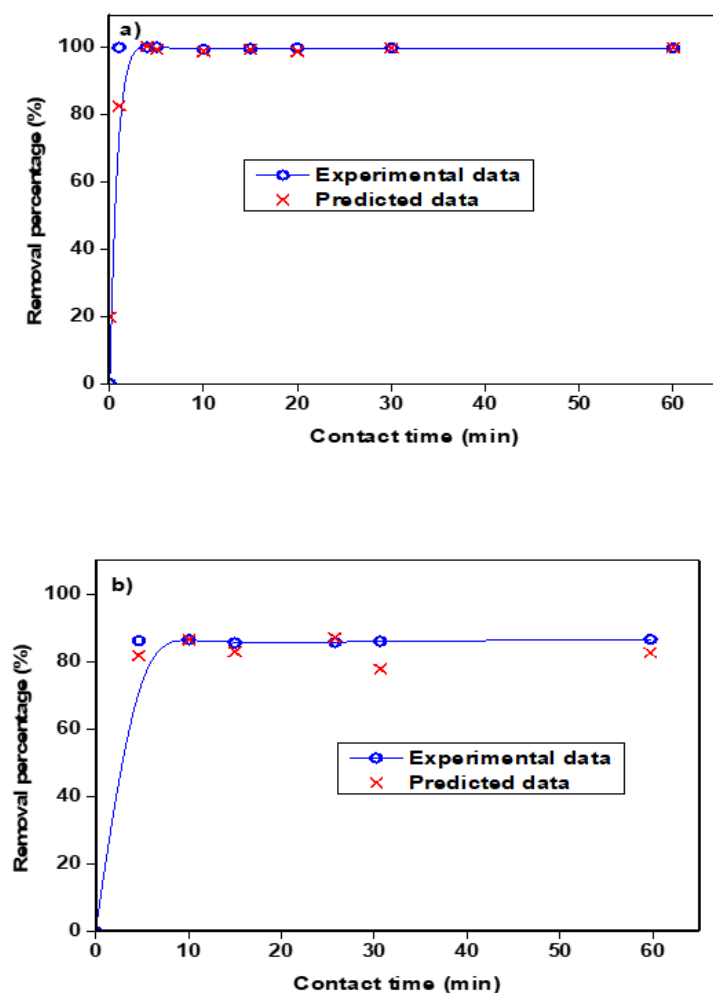 a)
100
80
60
40
20
0
Removal percentage (%)
Experimental data
Predicted data
0 10 20 30 40 50 60
Contact time (min)
b)
100
80
60
40
20
0
Removal percentage (%)
Experimental data
Predicted data
0 10 20 30 40 50 60
Contact time (min)